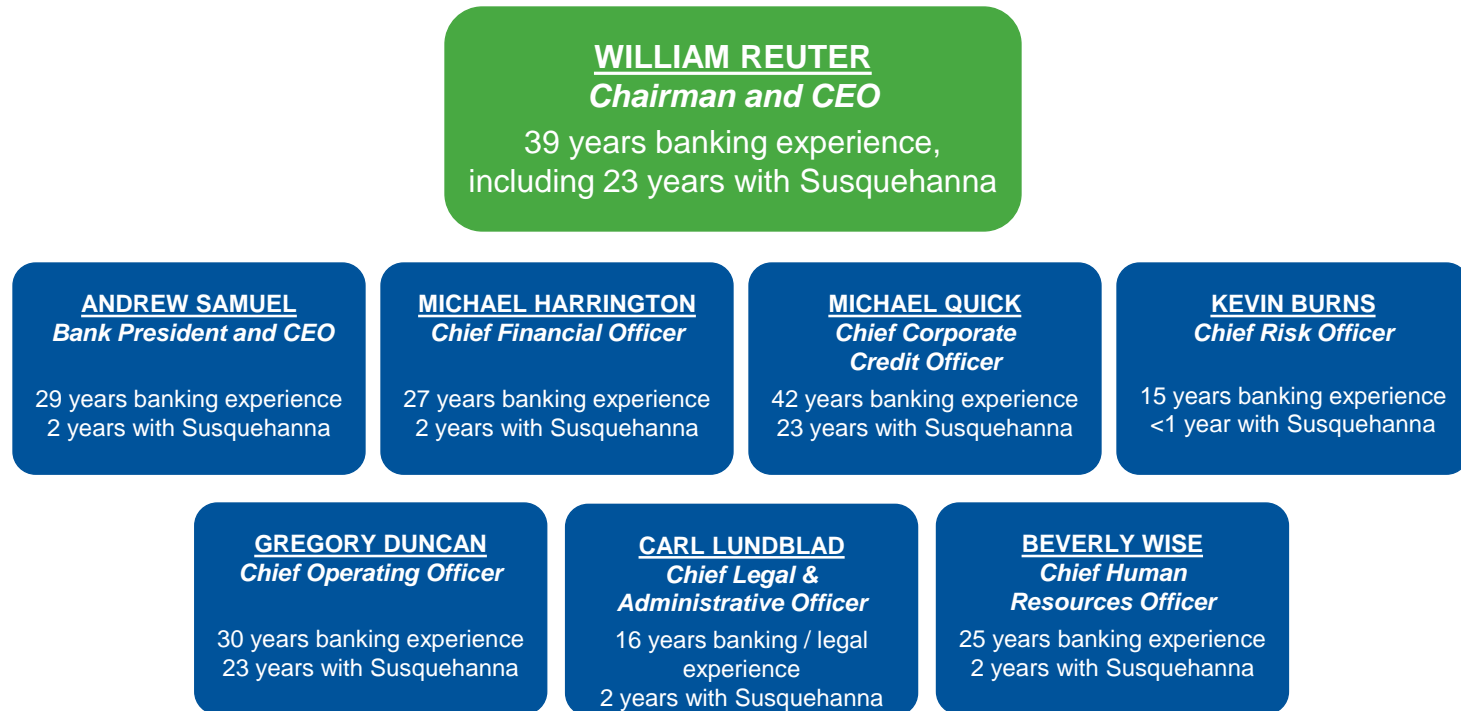 WILLIAM REUTER
Chairman and CEO
39 years banking experience,
including 23 years with Susquehanna
ANDREW SAMUEL
Bank President and CEO
29 years banking experience
2 years with Susquehanna
MICHAEL HARRINGTON
Chief Financial Officer
27 years banking experience
2 years with Susquehanna
MICHAEL QUICK
Chief Corporate
Credit Officer
42 years banking experience
23 years with Susquehanna
KEVIN BURNS
Chief Risk Officer
15 years banking experience
<1 year with Susquehanna
GREGORY DUNCAN
Chief Operating Officer
30 years banking experience
23 years with Susquehanna
CARL LUNDBLAD
Chief Legal &
Administrative Officer
16 years banking / legal
experience
2 years with Susquehanna
BEVERLY WISE
Chief Human
Resources Officer
25 years banking experience
2 years with Susquehanna